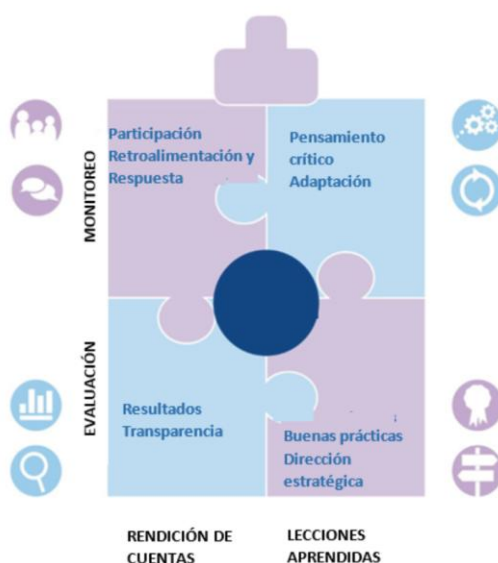 Participación
Retroalimentación y
Respuesta
Pensamiento
crítico
Adaptación
MONITOREO
EVALUACIÓN
Resultados
Transparencia
Buenas prácticas
Dirección
estratégica
RENDICIÓN DE
CUENTAS
LECCIONES
APRENDIDAS